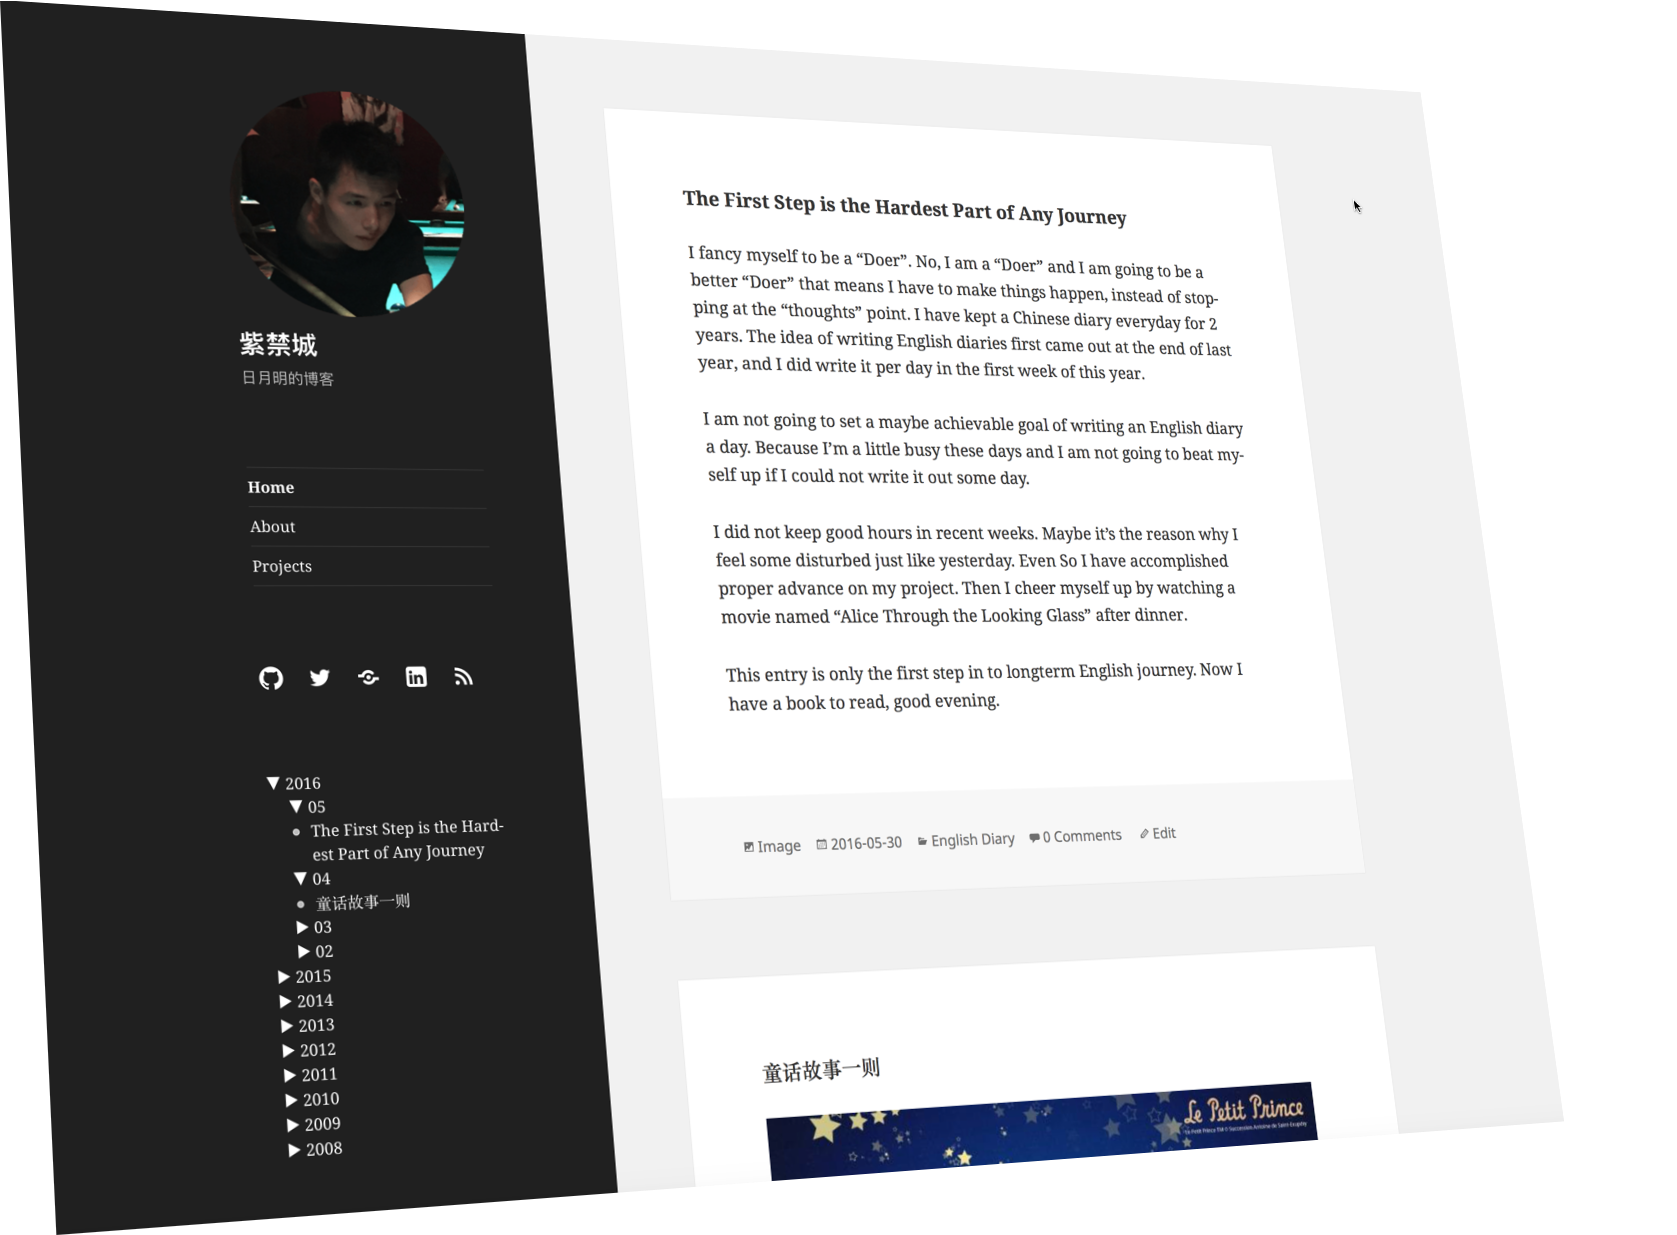 紫禁城
日月明的博客
Home
About
Projects
in
▼ 2016
▼ 05
The First Step is the Hard-
est Part of Any Journey
▼ 04
童话故事一则
▶ 03
▶ 02
▶ 2015
▶ 2014
▶ 2013
▶ 2012
▶ 2011
▶ 2010
▶ 2009
▶ 2008
The First Step is the Hardest Part of Any Journey
I fancy myself to be a “Doer”. No, I am a “Doer” and I am going to be a
better “Doer” that means I have to make things happen, instead of stop-
ping at the “thoughts” point. I have kept a Chinese diary everyday for 2
years. The idea of writing English diaries first came out at the end of last
year, and I did write it per day in the first week of this year.
I am not going to set a maybe achievable goal of writing an English diary
a day. Because I’m a little busy these days and I am not going to beat my-
self up if I could not write it out some day.
I did not keep good hours in recent weeks. Maybe it’s the reason why I
feel some disturbed just like yesterday. Even So I have accomplished
proper advance on my project. Then I cheer myself up by watching a
movie named “Alice Through the Looking Glass” after dinner.
This entry is only the first step in to longterm English journey. Now I
have a book to read, good evening.
Image 2016-05-30 English Diary 0 Comments Edit
童话故事一则
Le Petit Prince